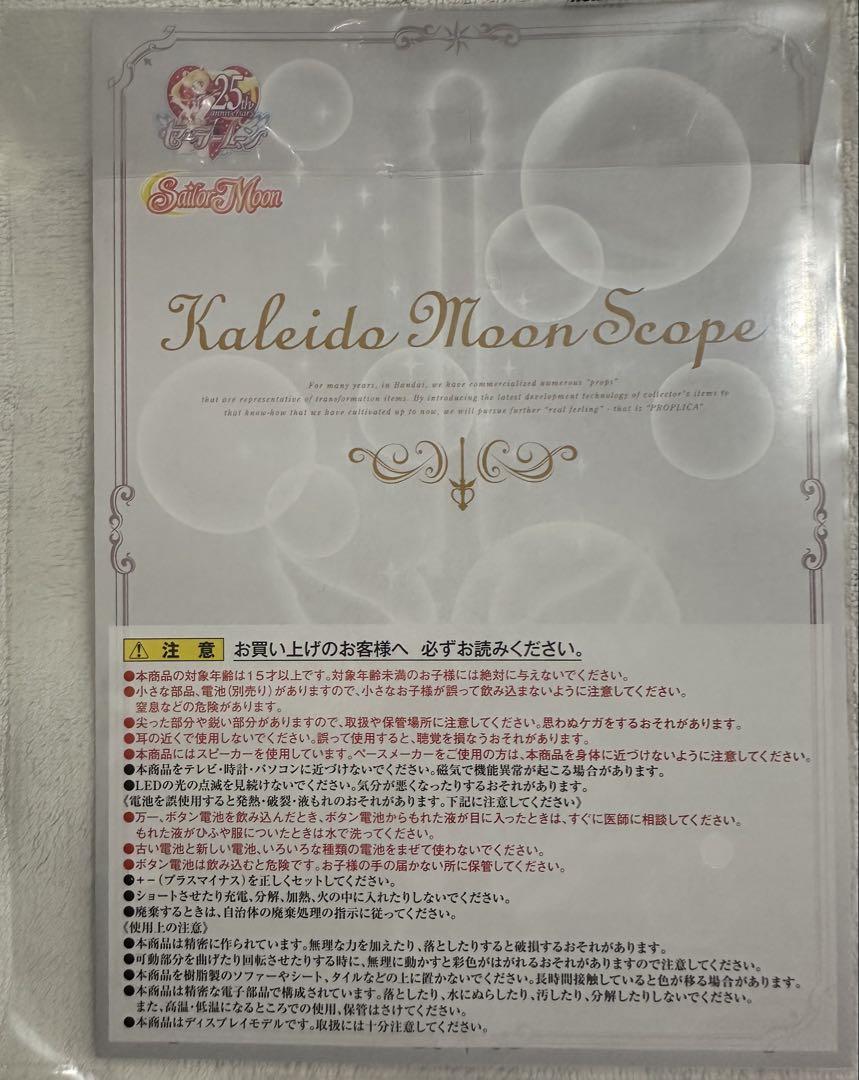 25th
anniversary
セーラームーン
Sailor Moon
Kaleido Moon Scope
For many years, in Bandai, we have commercialized numerous "props"
that are representative of transformation items. By introducing the latest development technology of collector's items to
that know-how that we have cultivated up to now, we will pursue further "real feeling" - that is "PROPLICA"
⚠ 注 意 お買い上げのお客様へ 必ずお読みください。
●本商品の対象年齢は15才以上です。対象年齢未満のお子様には絶対に与えないでください。
●小さな部品、電池(別売り)がありますので、小さなお子様が誤って飲み込まないように注意してください。
窒息などの危険があります。
●尖った部分や鋭い部分がありますので、取扱や保管場所に注意してください。思わぬケガをするおそれがあります。
●耳の近くで使用しないでください。誤って使用すると、聴覚を損なうおそれがあります。
●本商品にはスピーカーを使用しています。ペースメーカーをご使用の方は、本商品を身体に近づけないように注意してください。
●本商品をテレビ・時計・パソコンに近づけないでください。磁気で機能異常が起こる場合があります。
●LEDの光の点滅を見続けないでください。気分が悪くなったりするおそれがあります。
《電池を誤使用すると発熱・破裂・液もれのおそれがあります。下記に注意してください》
●万一、ボタン電池を飲み込んだとき、ボタン電池からもれた液が目に入ったときは、すぐに医師に相談してください。
もれた液がひふや服についたときは水で洗ってください。
●古い電池と新しい電池、いろいろな種類の電池をまぜて使わないでください。
●ボタン電池は飲み込むと危険です。お子様の手の届かない所に保管してください。
●+-(プラスマイナス)を正しくセットしてください。
●ショートさせたり充電、分解、加熱、火の中に入れたりしないでください。
●廃棄するときは、自治体の廃棄処理の指示に従ってください。
《使用上の注意》
●本商品は精密に作られています。無理な力を加えたり、落としたりすると破損するおそれがあります。
●可動部分を曲げたり回転させたりする時に、無理に動かすと彩色がはがれるおそれがありますので注意してください。
●本商品を樹脂製のソファーやシート、タイルなどの上に置かないでください。長時間接触していると色が移る場合があります。
●本商品は精密な電子部品で構成されています。落としたり、水にぬらしたり、汚したり、分解したりしないでください。
また、高温・低温になるところでの使用、保管はさけてください。
●本商品はディスプレイモデルです。取扱には十分注意してください。